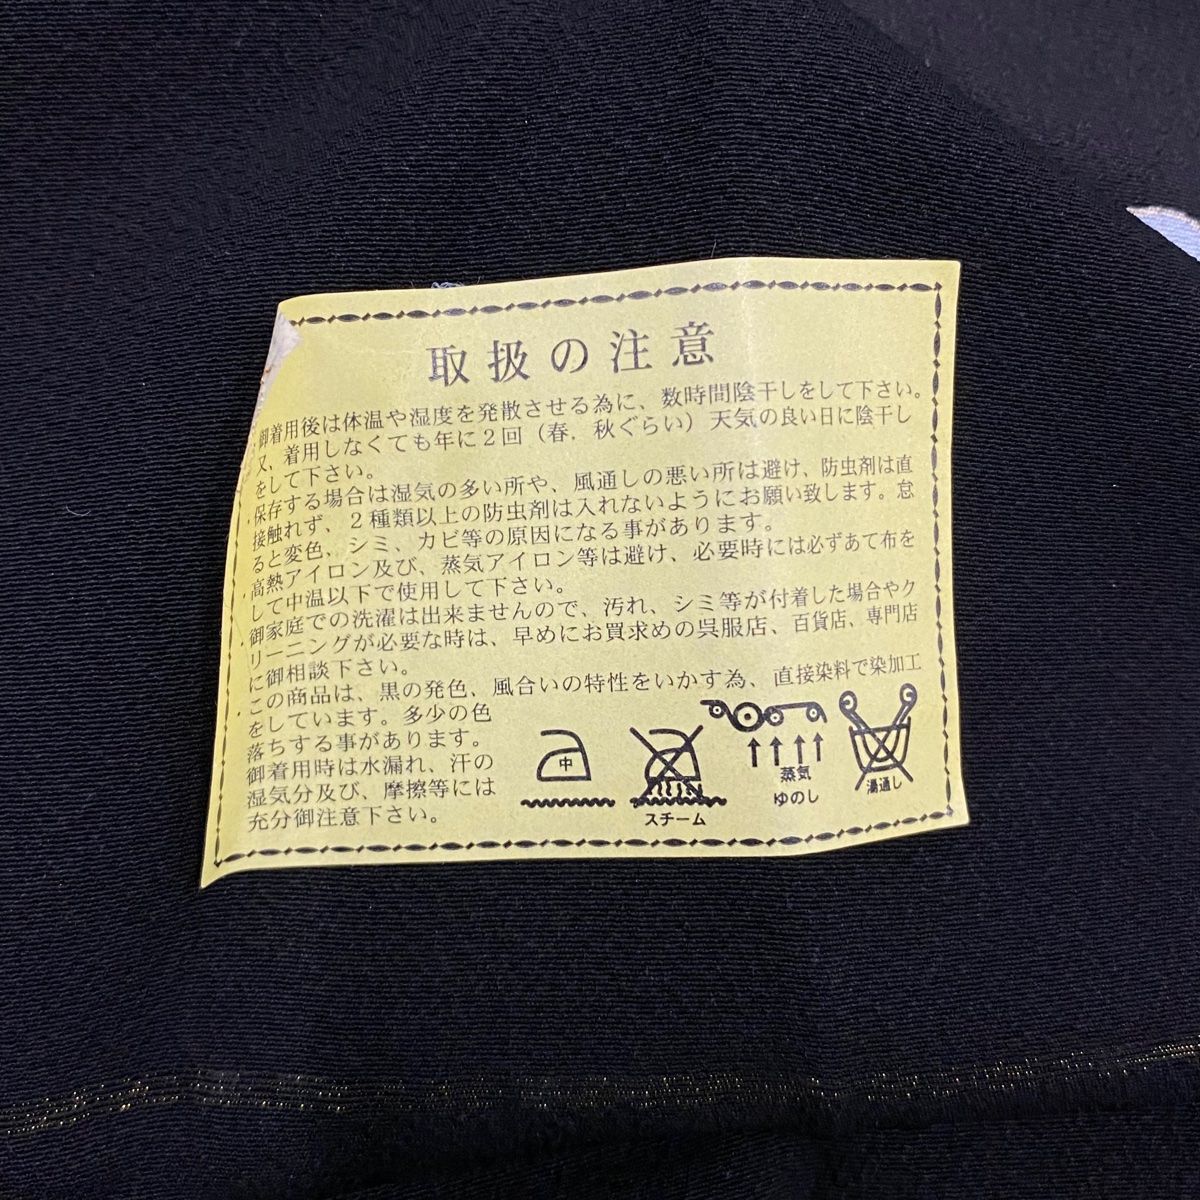 取扱の注意
御着用後は体温や湿度を発散させる為に、数時間陰干しをして下さい。
又、着用しなくても年に2回(春.秋ぐらい)天気の良い日に陰干し
をして下さい。
・保存する場合は湿気の多い所や、風通しの悪い所は避け、防虫剤は直
接触れず、2種類以上の防虫剤は入れないようにお願い致します。怠
ると変色、シミ、カビ等の原因になる事があります。
・高熱アイロン及び、蒸気アイロン等は避け、必要時には必ずあて布を
して中温以下で使用して下さい。
・御家庭での洗濯は出来ませんので、汚れ、シミ等が付着した場合やク
リーニングが必要な時は、早めにお買求めの呉服店、百貨店、専門店
に御相談下さい。
・この商品は、黒の発色、風合いの特性をいかす為、直接染料で染加工
をしています。多少の色
落ちする事があります。
御着用時は水漏れ、汗の
湿気分及び、摩擦等には
充分御注意下さい。
中
スチーム
蒸気
ゆのし
湯通し